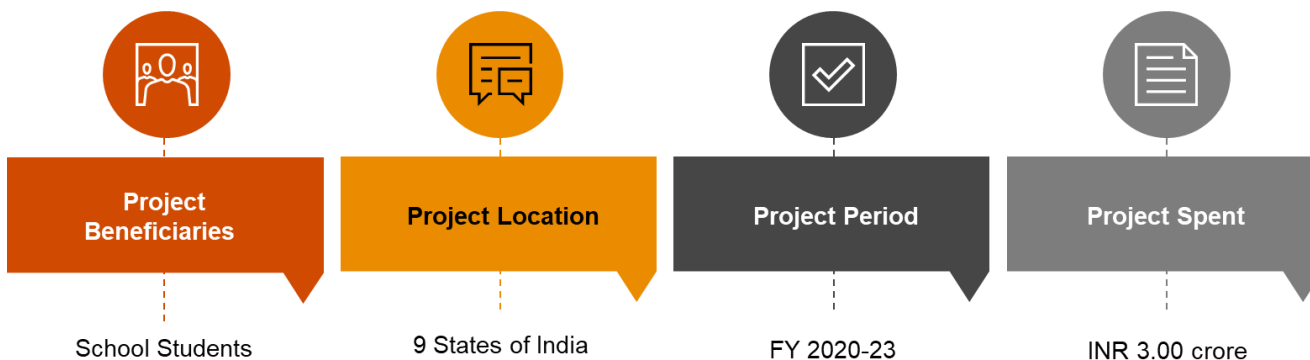 Project
Beneficiaries
Project Location
Project Period
Project Spent
School Students
9 States of India
FY 2020-23
INR 3.00 crore